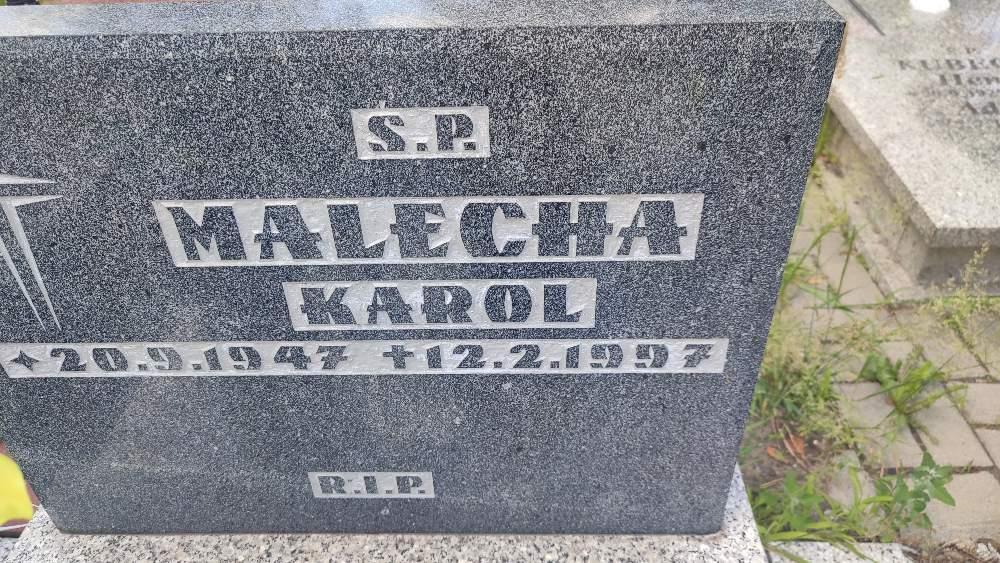 Ś.P.
MALECHA
KAROL
20.9.1947 †12.2.1997
R.I.P.